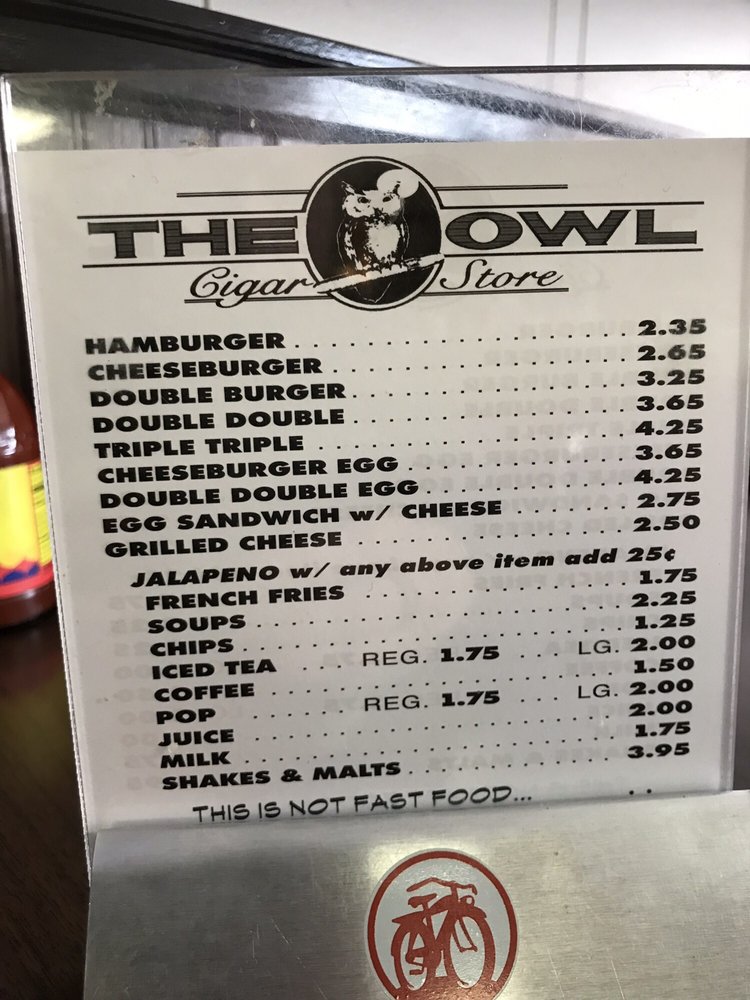 THE OWL
Cigar Store
HAMBURGER . . . . . . . . . . . . . . . . . . 2.35
CHEESEBURGER . . . . . . . . . . . . . . . . 2.65
DOUBLE BURGER . . . . . . . . . . . . . . . 3.25
DOUBLE DOUBLE . . . . . . . . . . . . . . . 3.65
TRIPLE TRIPLE . . . . . . . . . . . . . . . . 4.25
CHEESEBURGER EGG . . . . . . . . . . . . 3.65
DOUBLE DOUBLE EGG . . . . . . . . . . . 4.25
EGG SANDWICH w/ CHEESE . . . . . . . 2.75
GRILLED CHEESE . . . . . . . . . . . . . . 2.50
JALAPENO w/ any above item add 25¢
FRENCH FRIES . . . . . . . . . . . . . . 1.75
SOUPS . . . . . . . . . . . . . . . . . . . 2.25
CHIPS . . . . . . . . . . . . . . . . . . . 1.25
ICED TEA . . . REG. 1.75 . . . LG. 2.00
COFFEE . . . . . . . . . . . . . . . . . . 1.50
POP . . . . . . REG. 1.75 . . . LG. 2.00
JUICE . . . . . . . . . . . . . . . . . . . 2.00
MILK . . . . . . . . . . . . . . . . . . . . 1.75
SHAKES & MALTS . . . . . . . . . . . . 3.95
THIS IS NOT FAST FOOD...